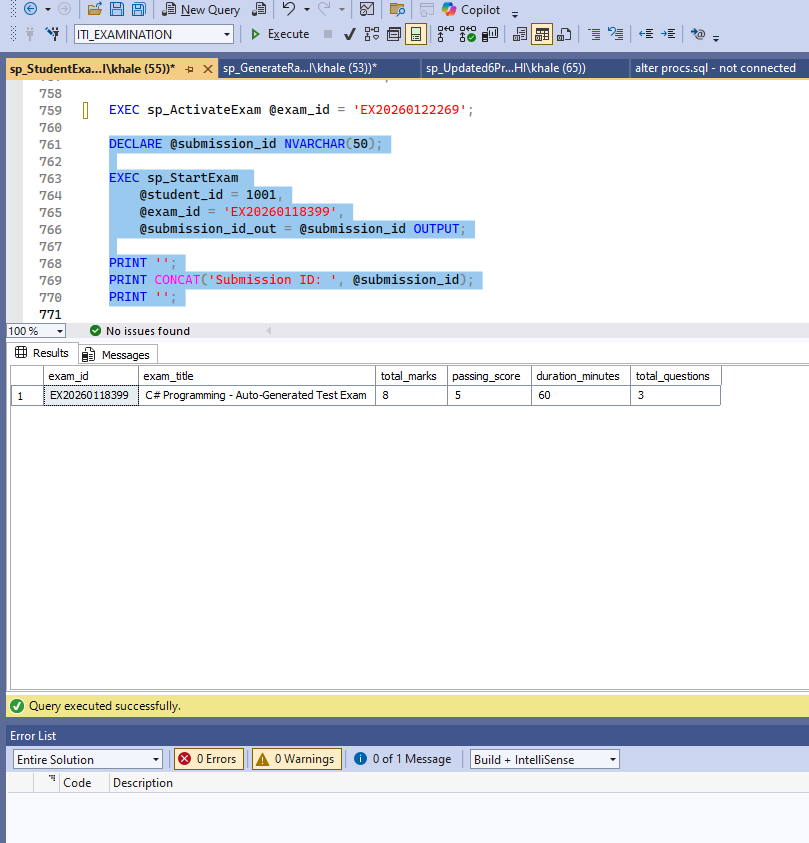 New Query
Copilot
ITI_EXAMINATION
Execute
sp_StudentExa...I\khale (55))*
sp_GenerateRa...I\khale (53))*
sp_Updated6Pr...HI\khale (65))
alter procs.sql - not connected
758
759 EXEC sp_ActivateExam @exam_id = 'EX20260122269';
760
761 DECLARE @submission_id NVARCHAR(50);
762
763 EXEC sp_StartExam
764 @student_id = 1001,
765 @exam_id = 'EX20260118399',
766 @submission_id_out = @submission_id OUTPUT;
767
768 PRINT '';
769 PRINT CONCAT('Submission ID: ', @submission_id);
770 PRINT '';
771
100 %
No issues found
Results
Messages
exam_id exam_title total_marks passing_score duration_minutes total_questions
1 EX20260118399 C# Programming - Auto-Generated Test Exam 8 5 60 3
Query executed successfully.
Error List
Entire Solution
0 Errors
0 Warnings
0 of 1 Message
Build + IntelliSense
Code
Description